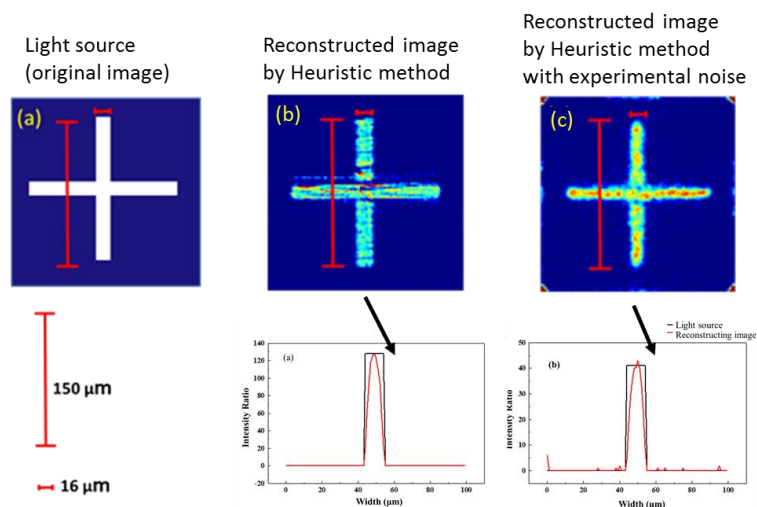 Light source
(original image)
Reconstructed image
by Heuristic method
Reconstructed image
by Heuristic method
with experimental noise
(a)
(b)
(c)
150 μm
16 μm
(a)
140
120
100
80
60
40
20
0
-20
Intensity Ratio
0 20 40 60 80 100
Width (μm)
Light source
Reconstructing image
(b)
50
40
30
20
10
0
Intensity Ratio
0 20 40 60 80 100
Width (μm)